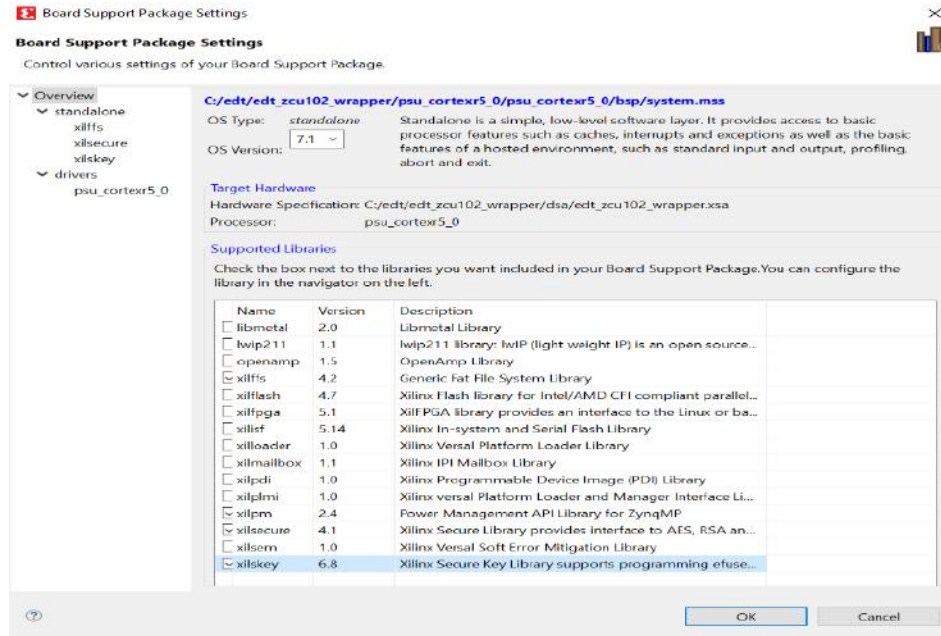 Board Support Package Settings
Board Support Package Settings
Control various settings of your Board Support Package.
Overview
standalone
xilffs
xilsecure
xilskey
drivers
psu_cortexr5_0
C:/edt/edt_zcu102_wrapper/psu_cortexr5_0/psu_cortexr5_0/bsp/system.mss
OS Type: standalone
OS Version: 7.1
Standalone is a simple, low-level software layer. It provides access to basic
processor features such as caches, interrupts and exceptions as well as the basic
features of a hosted environment, such as standard input and output, profiling,
abort and exit.
Target Hardware
Hardware Specification: C:/edt/edt_zcu102_wrapper/dsa/edt_zcu102_wrapper.xsa
Processor: psu_cortexr5_0
Supported Libraries
Check the box next to the libraries you want included in your Board Support Package.You can configure the
library in the navigator on the left.
Name Version Description
libmetal 2.0 Libmetal Library
lwip211 1.1 lwip211 library: lwIP (light weight IP) is an open source...
openamp 1.5 OpenAmp Library
xilffs 4.2 Generic Fat File System Library
xilflash 4.7 Xilinx Flash library for Intel/AMD CFI compliant parallel...
xilfpga 5.1 XilFPGA library provides an interface to the Linux or ba...
xilisf 5.14 Xilinx In-system and Serial Flash Library
xilloader 1.0 Xilinx Versal Platform Loader Library
xilmailbox 1.1 Xilinx IPI Mailbox Library
xilpdi 1.0 Xilinx Programmable Device Image (PDI) Library
xilplmi 1.0 Xilinx versal Platform Loader and Manager Interface Li...
xilpm 2.4 Power Management API Library for ZynqMP
xilsecure 4.1 Xilinx Secure Library provides interface to AES, RSA an...
xilsem 1.0 Xilinx Versal Soft Error Mitigation Library
xilskey 6.8 Xilinx Secure Key Library supports programming efuse...
OK Cancel